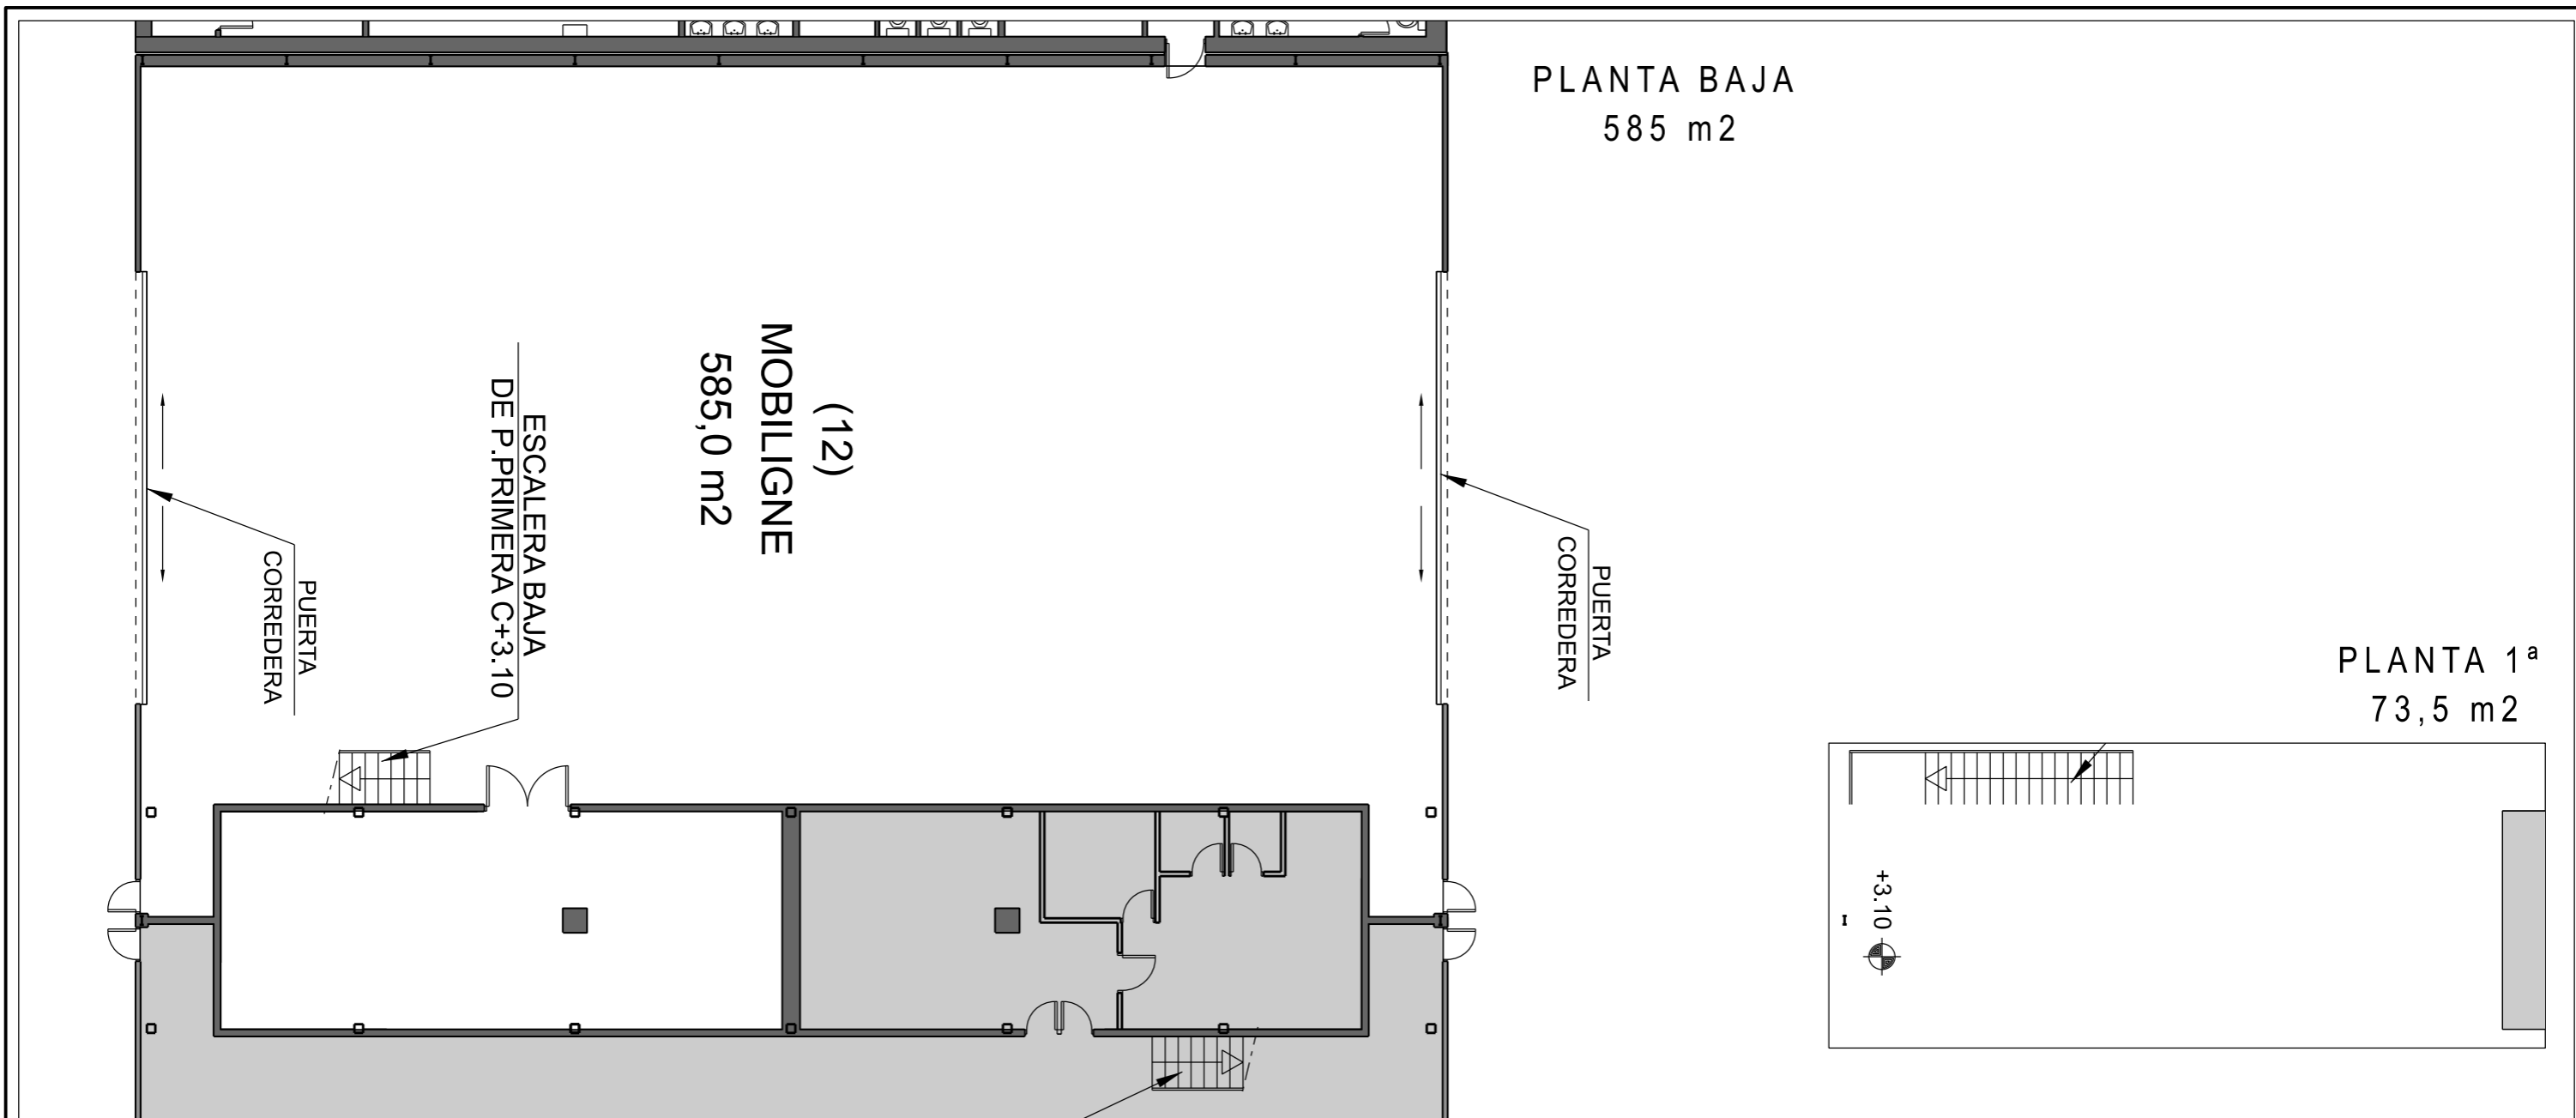 PLANTA BAJA
585 m2
(12)
MOBILIGNE
585,0 m2
ESCALERA BAJA
DE P.PRIMERA C+3.10
PUERTA
CORREDERA
PUERTA
CORREDERA
PLANTA 1ª
73,5 m2
+3.10